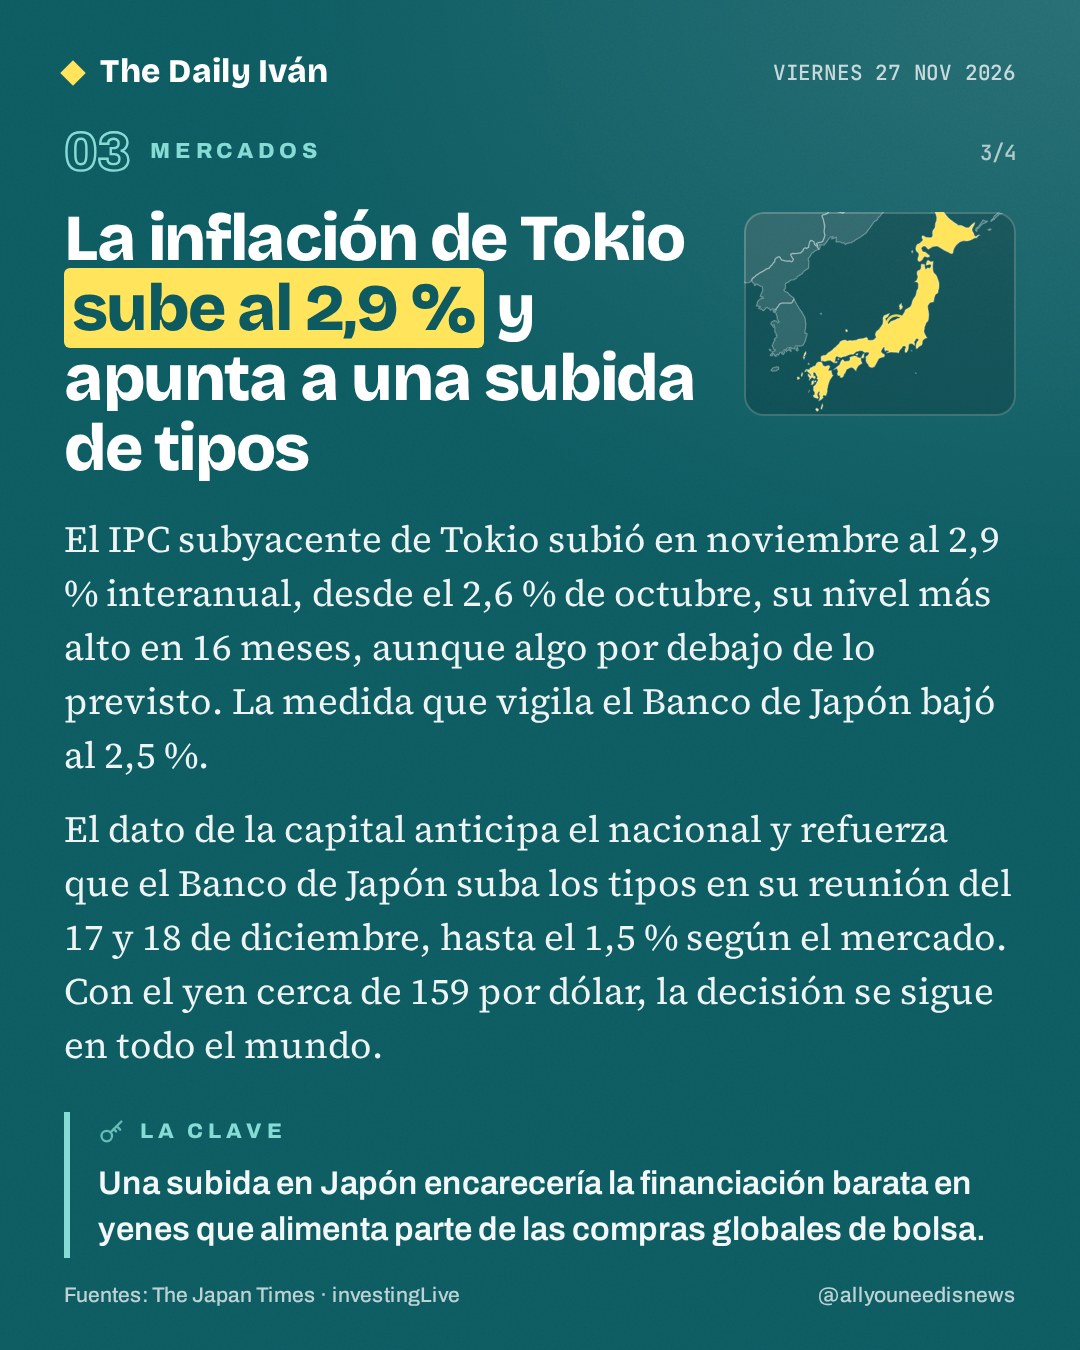 The Daily Iván
VIERNES 27 NOV 2026
03 MERCADOS
3/4
La inflación de Tokio
sube al 2,9 % y
apunta a una subida
de tipos
El IPC subyacente de Tokio subió en noviembre al 2,9
% interanual, desde el 2,6 % de octubre, su nivel más
alto en 16 meses, aunque algo por debajo de lo
previsto. La medida que vigila el Banco de Japón bajó
al 2,5 %.
El dato de la capital anticipa el nacional y refuerza
que el Banco de Japón suba los tipos en su reunión del
17 y 18 de diciembre, hasta el 1,5 % según el mercado.
Con el yen cerca de 159 por dólar, la decisión se sigue
en todo el mundo.
LA CLAVE
Una subida en Japón encarecería la financiación barata en
yenes que alimenta parte de las compras globales de bolsa.
Fuentes: The Japan Times · investingLive
@allyouneedisnews